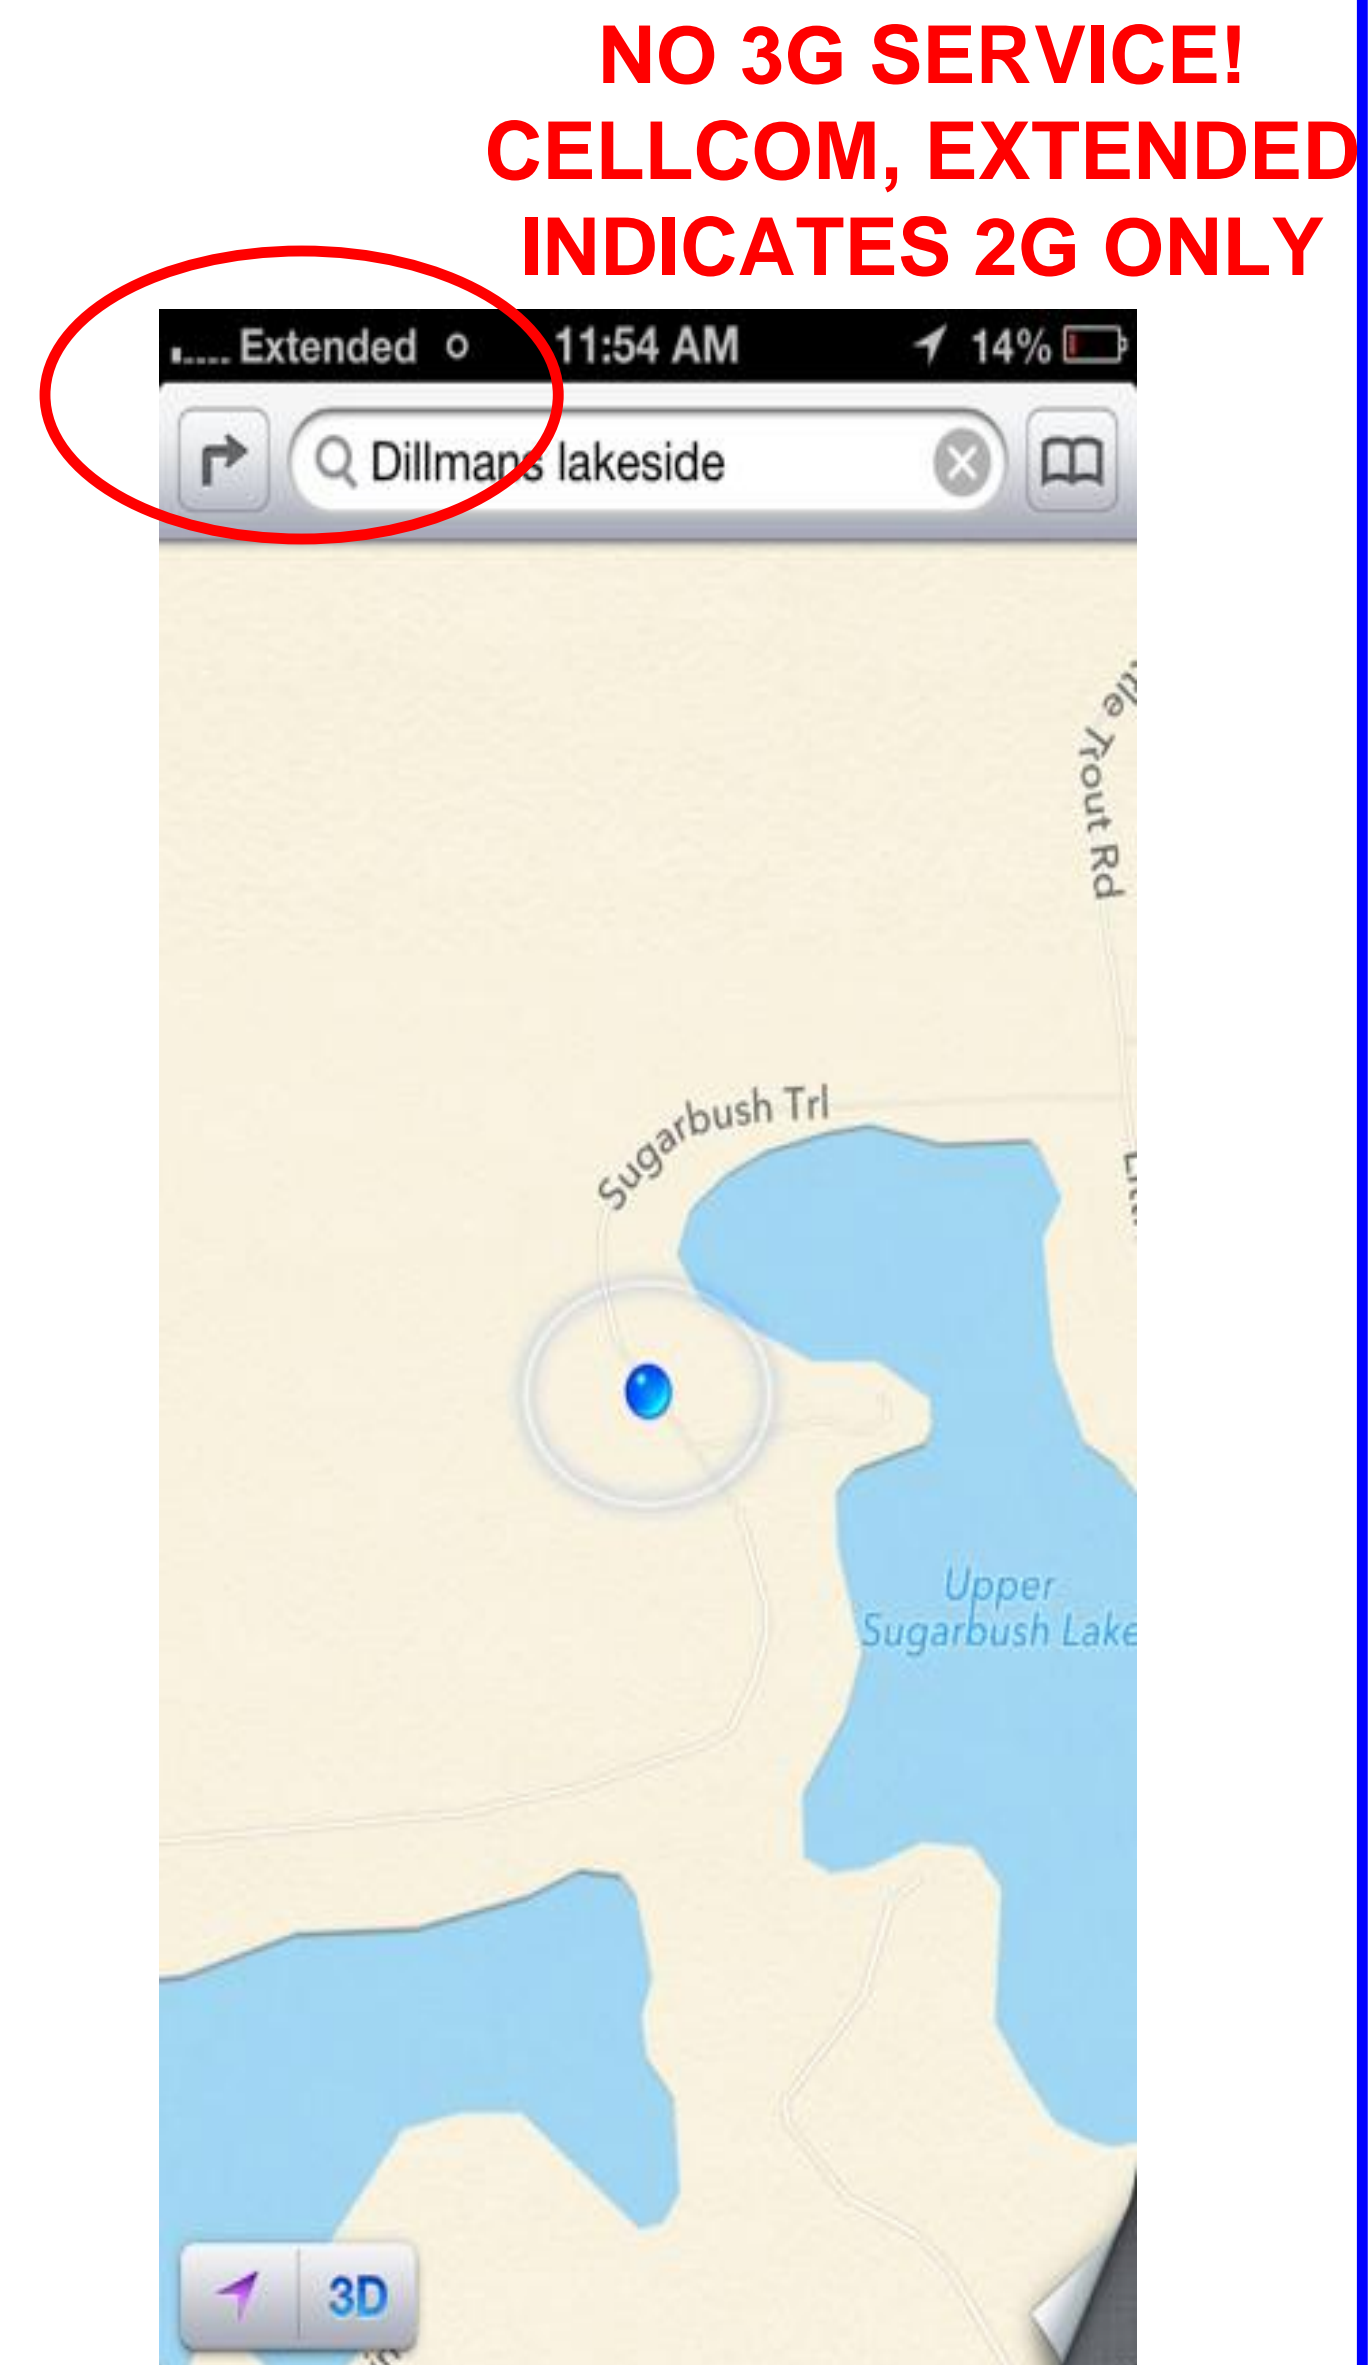 NO 3G SERVICE!
CELLCOM, EXTENDED
INDICATES 2G ONLY
Extended 11:54 AM 14%
Dillmans lakeside
Trout Rd
Sugarbush Trl
Upper
Sugarbush Lake
3D